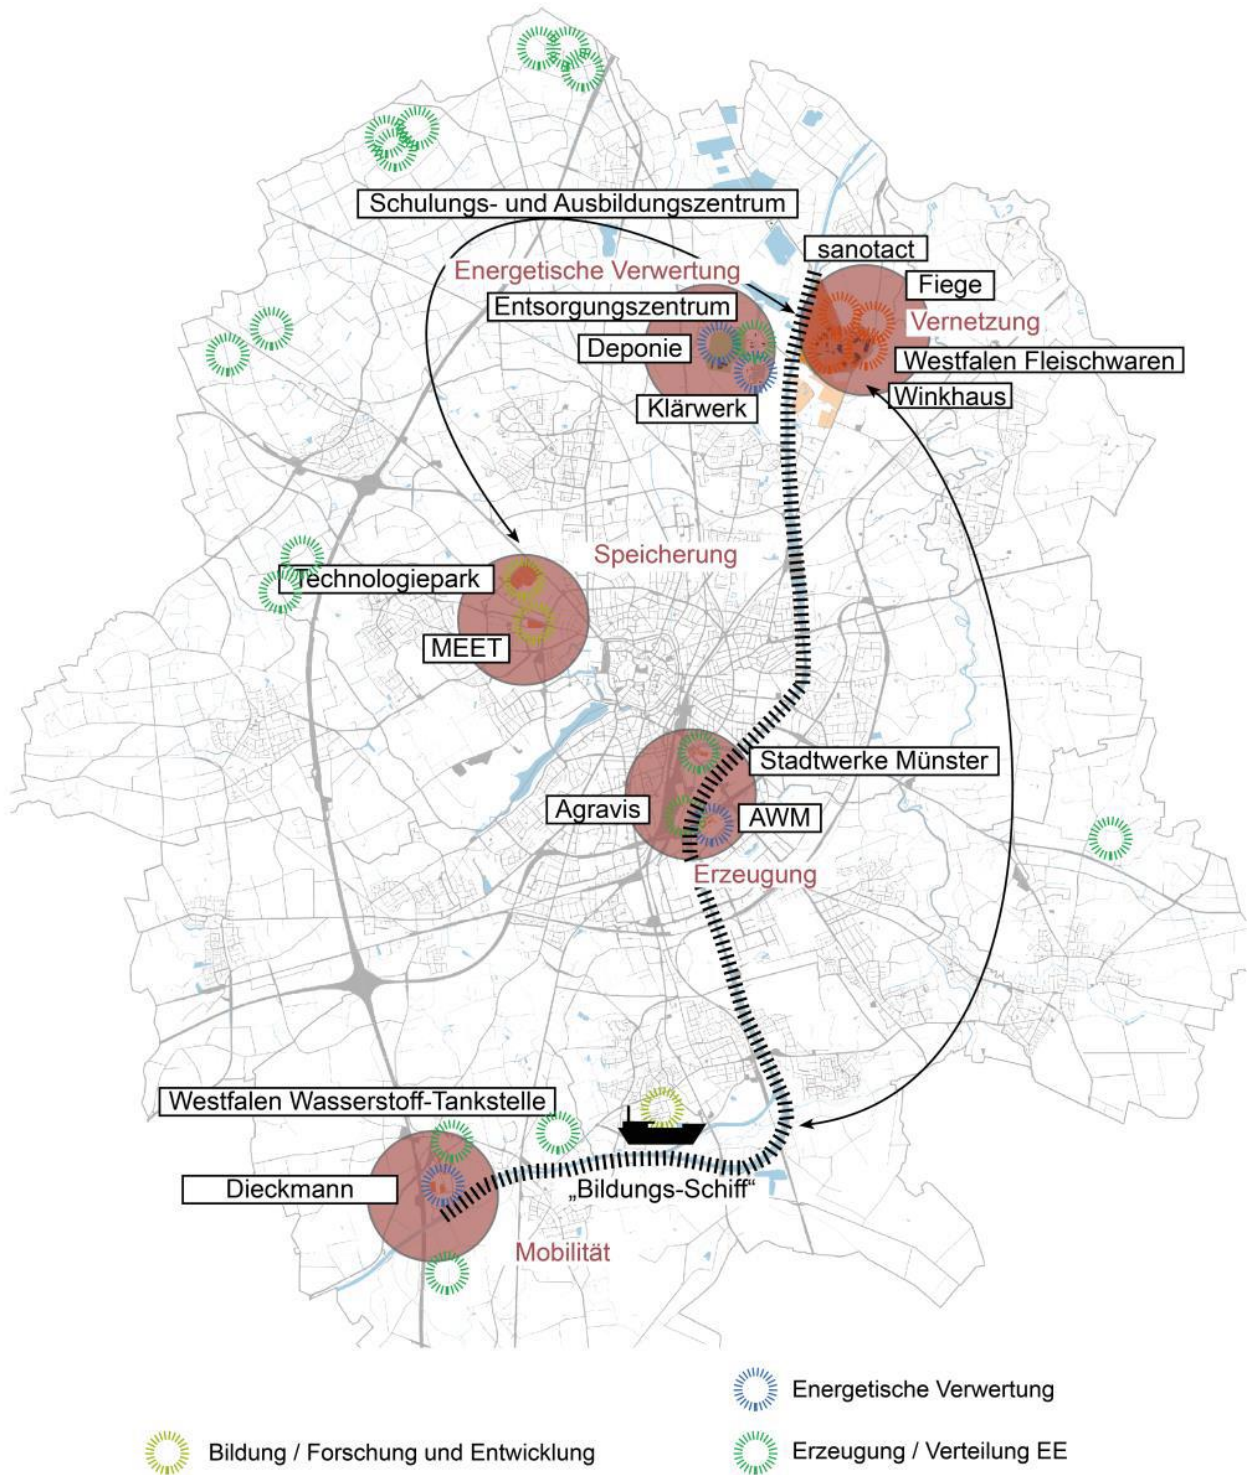 Schulungs- und Ausbildungszentrum
sanotact
Energetische Verwertung
Fiege
Entsorgungszentrum
Vernetzung
Deponie
Westfalen Fleischwaren
Klärwerk
Winkhaus
Speicherung
Technologiepark
MEET
Stadtwerke Münster
Agravis
AWM
Erzeugung
Westfalen Wasserstoff-Tankstelle
Dieckmann
„Bildungs-Schiff“
Mobilität
Energetische Verwertung
Bildung / Forschung und Entwicklung
Erzeugung / Verteilung EE